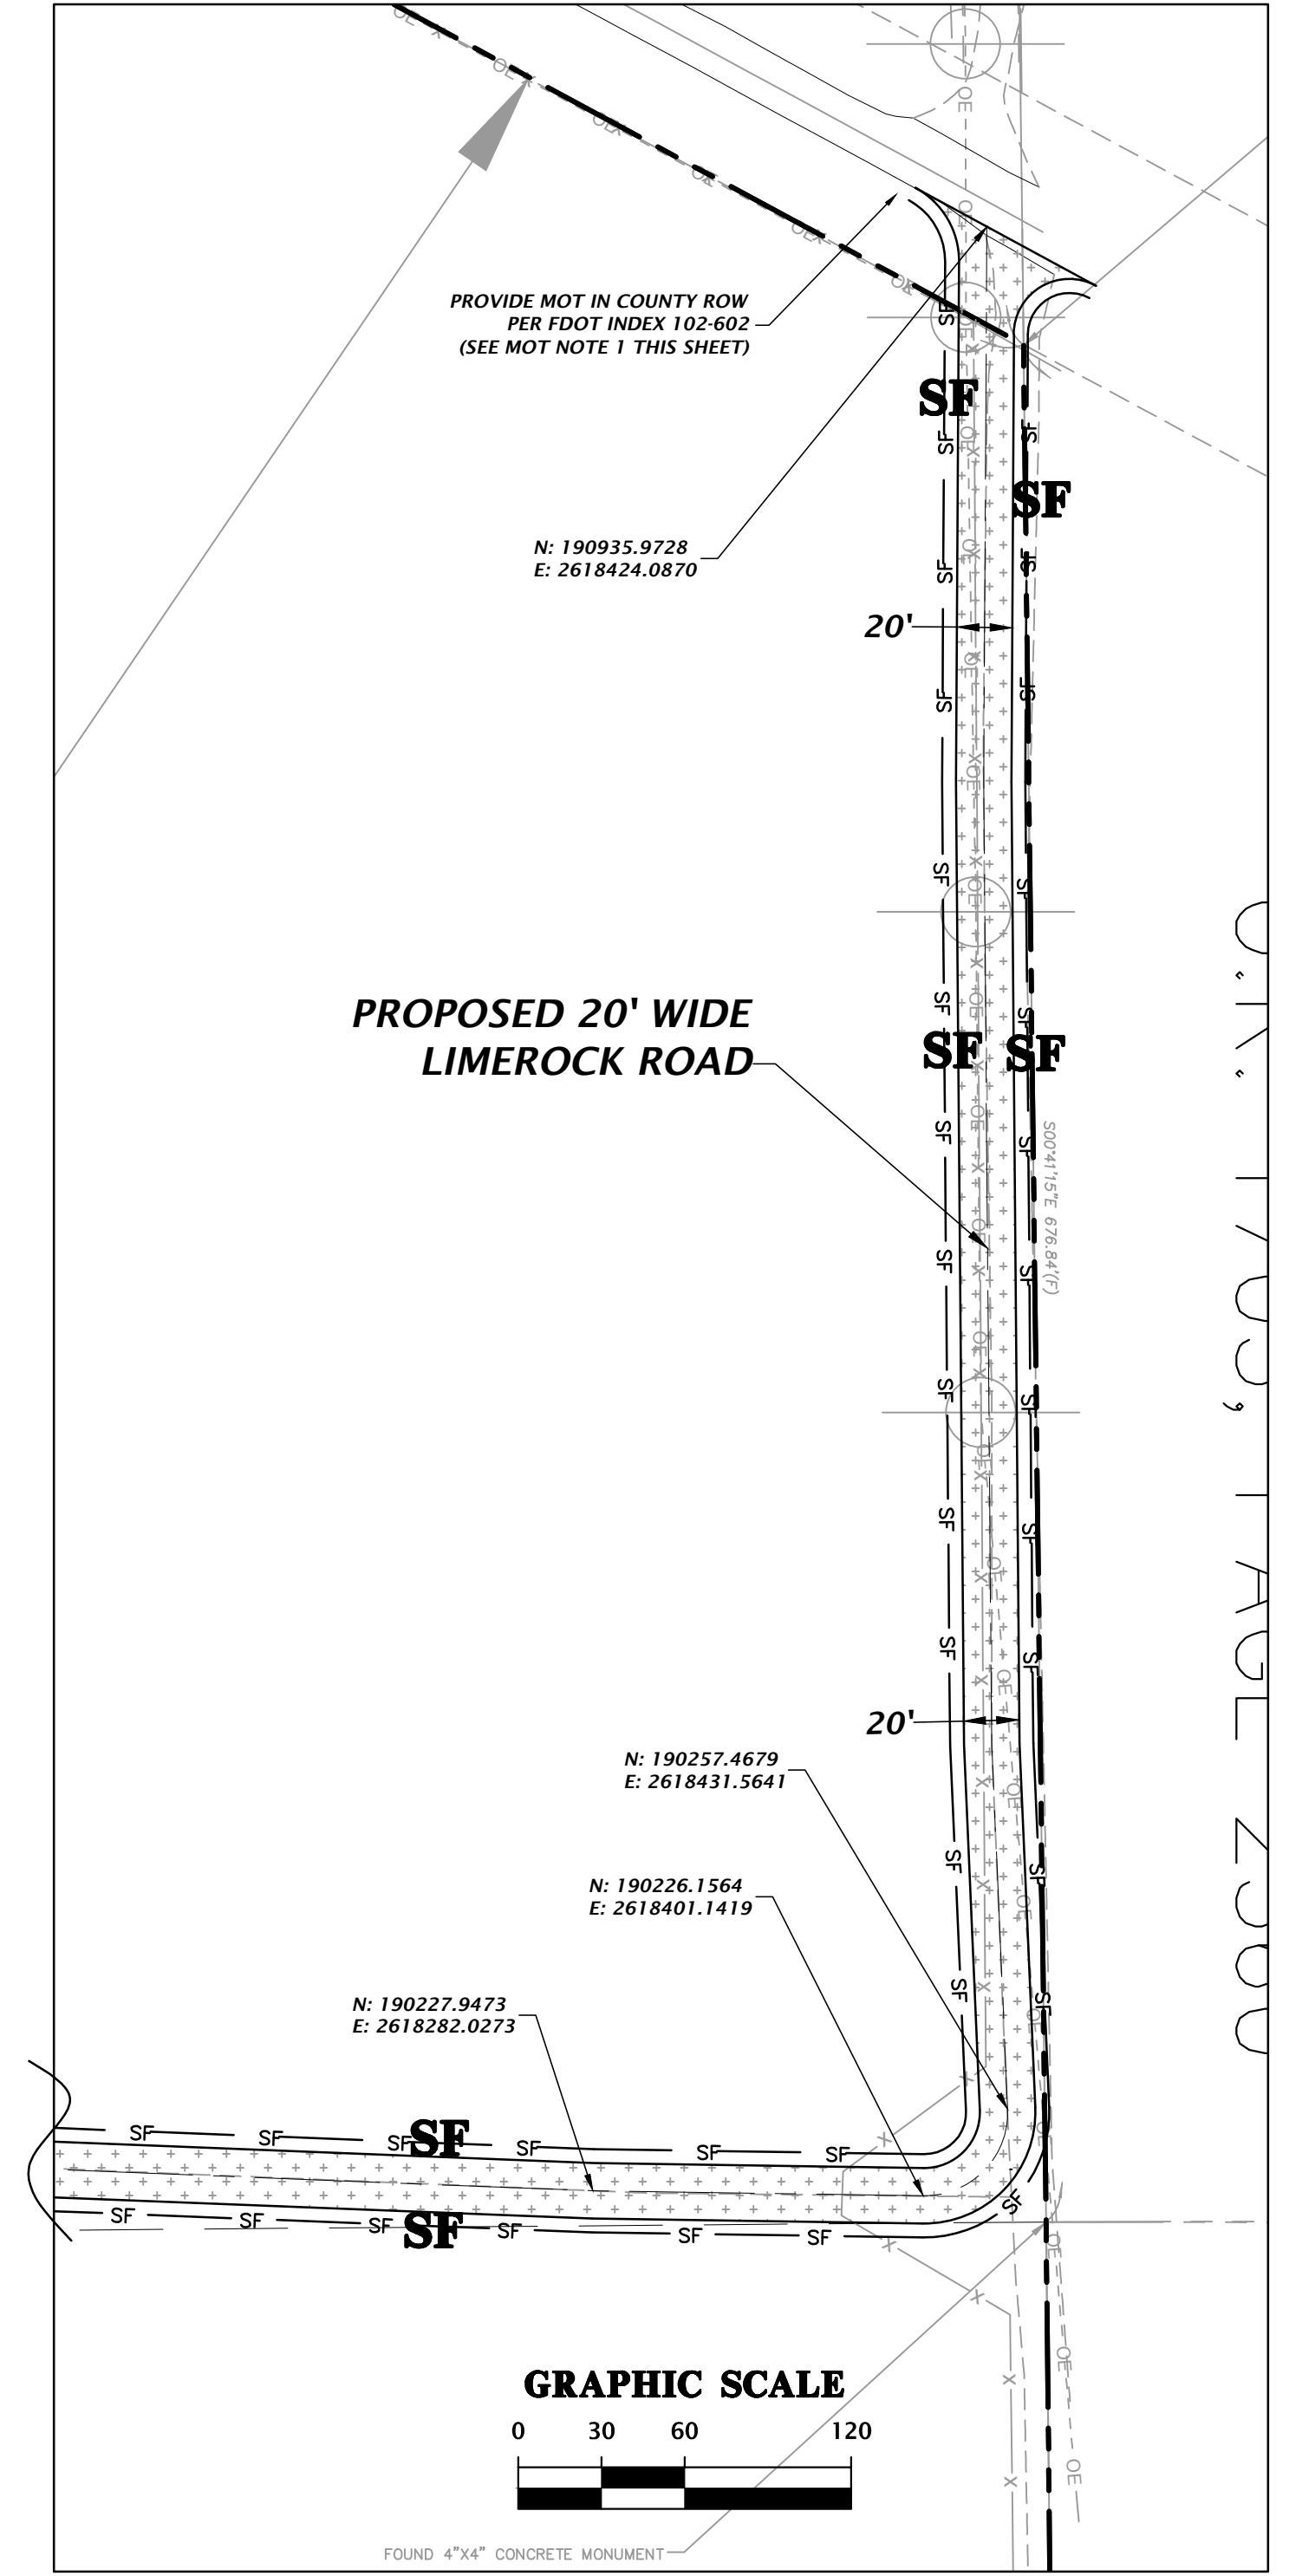 PROVIDE MOT IN COUNTY ROW
PER FDOT INDEX 102-602
(SEE MOT NOTE 1 THIS SHEET)
N: 190935.9728
E: 2618424.0870
SF
SF
20'
PROPOSED 20' WIDE
LIMEROCK ROAD
SF
SF
S00°41'15"E 676.84'(F)
20'
N: 190257.4679
E: 2618431.5641
N: 190226.1564
E: 2618401.1419
N: 190227.9473
E: 2618282.0273
SF
SF
GRAPHIC SCALE
0 30 60 120
FOUND 4"X4" CONCRETE MONUMENT